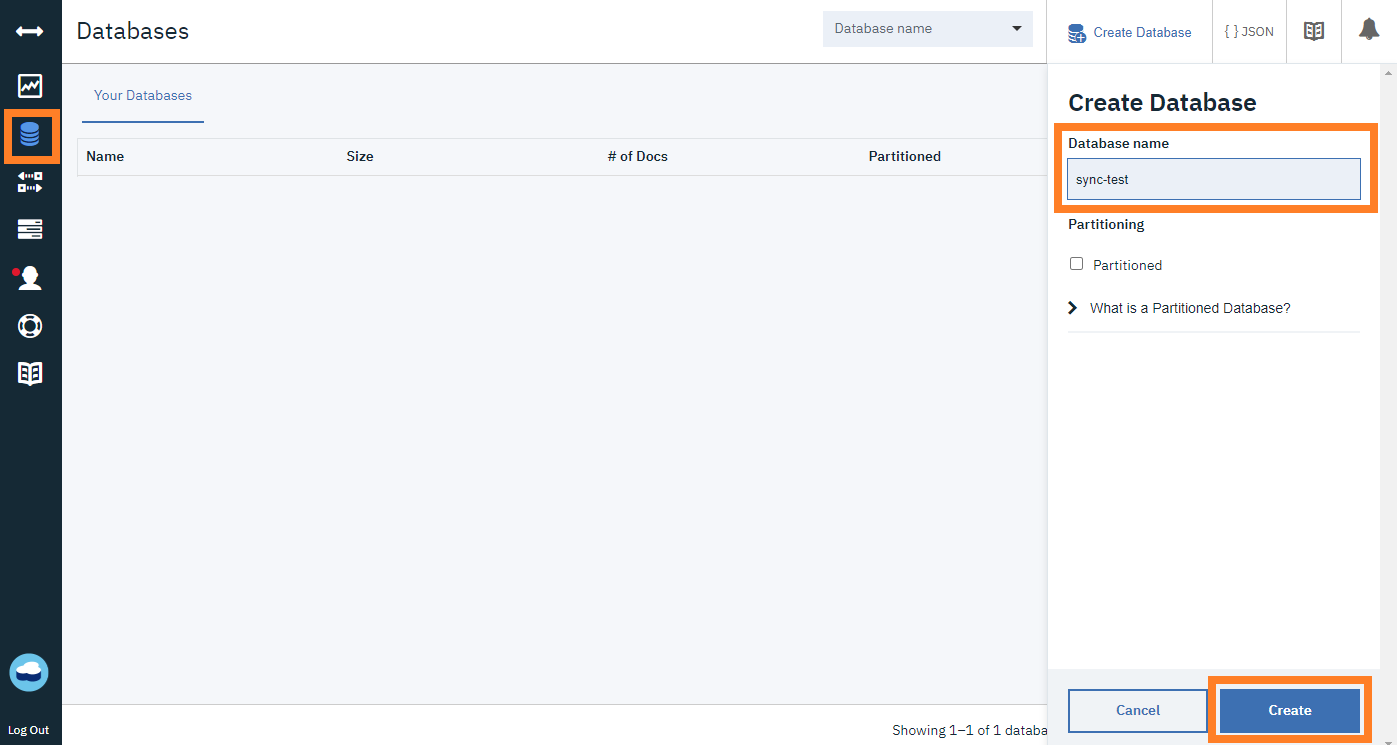 Databases
Database name
Create Database
{ } JSON
Your Databases
Name Size # of Docs Partitioned
Create Database
Database name
sync-test
Partitioning
Partitioned
What is a Partitioned Database?
Cancel
Create
Showing 1–1 of 1 databa
Log Out